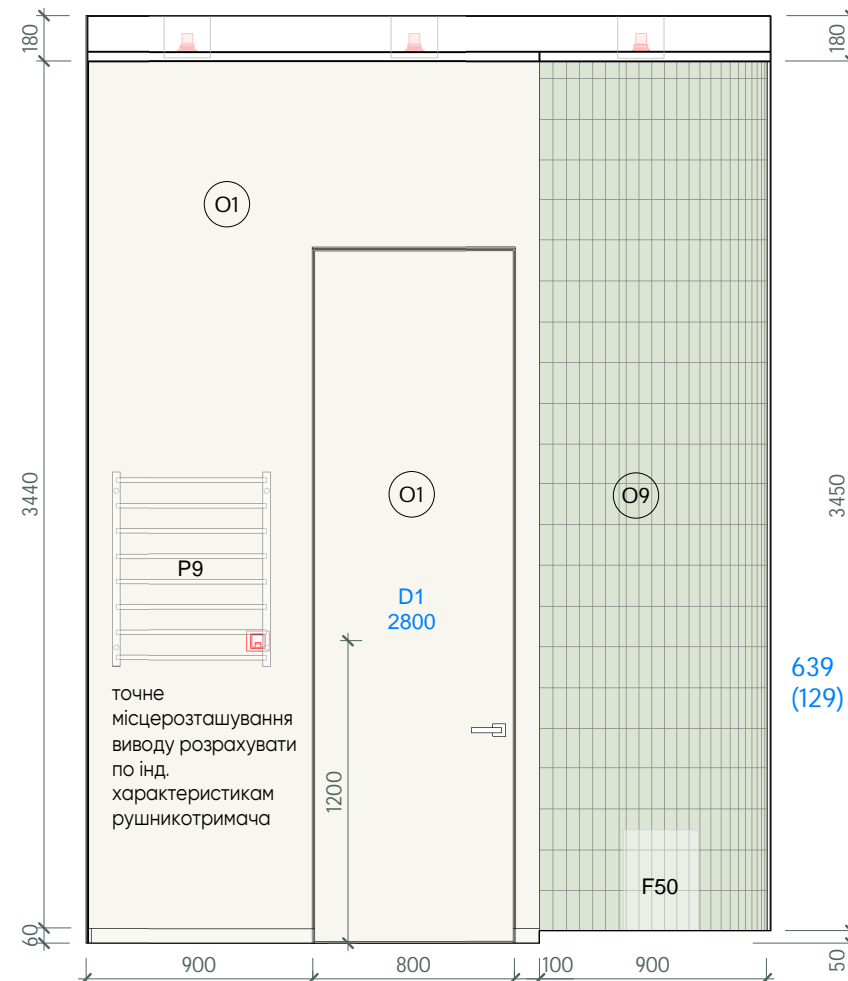 180
180
O1
3440
3450
O1
O9
P9
D1
2800
639
(129)
точне
місцерозташування
виводу розрахувати
по інд.
характеристикам
рушникотримача
1200
F50
60
50
900
800
100
900